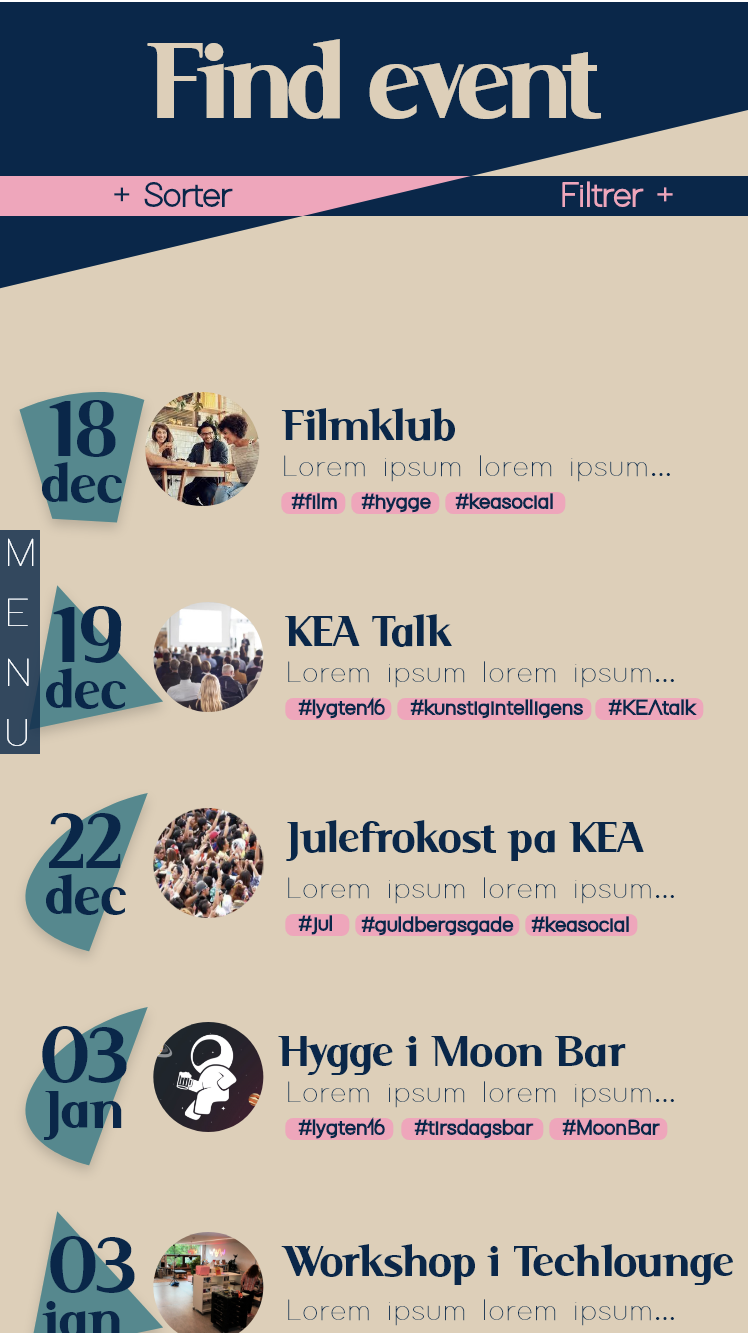 Find event
+ Sorter
Filtrer +
18
dec
Filmklub
Lorem ipsum lorem ipsum...
#film #hygge #keasocial
MENU
19
dec
KEA Talk
Lorem ipsum lorem ipsum...
#lygten16 #kunstigintelligens #KEAtalk
22
dec
Julefrokost pa KEA
Lorem ipsum lorem ipsum...
#jul #guldbergsgade #keasocial
03
Jan
Hygge i Moon Bar
Lorem ipsum lorem ipsum...
#lygten16 #tirsdagsbar #MoonBar
03
jan
Workshop i Techlounge
Lorem ipsum lorem ipsum...